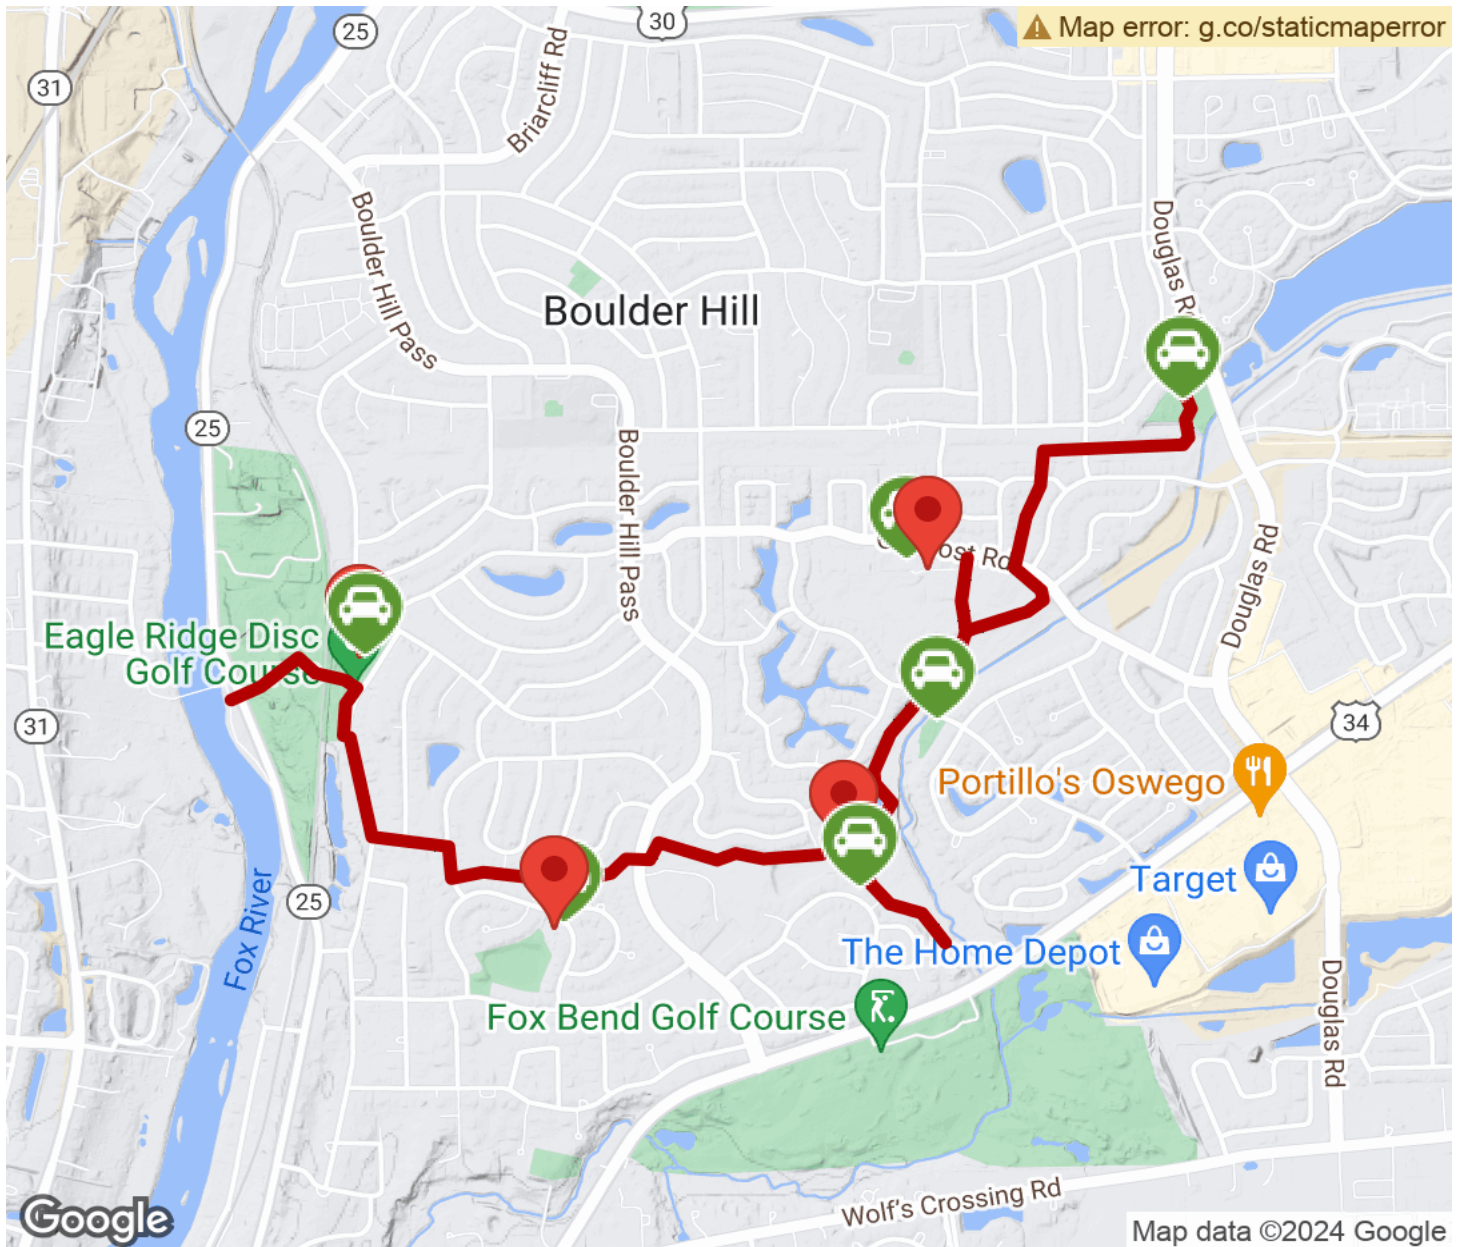 25
30
Map error: g.co/staticmaperror
31
Briarcliff Rd
Boulder Hill Pass
Douglas Rd
Boulder Hill
25
Boulder Hill Pass
ost Rd
Douglas Rd
Eagle Ridge Disc
Golf Course
31
34
Portillo's Oswego
Target
25
Fox River
The Home Depot
Fox Bend Golf Course
Douglas Rd
Wolf's Crossing Rd
Google
Map data ©2024 Google